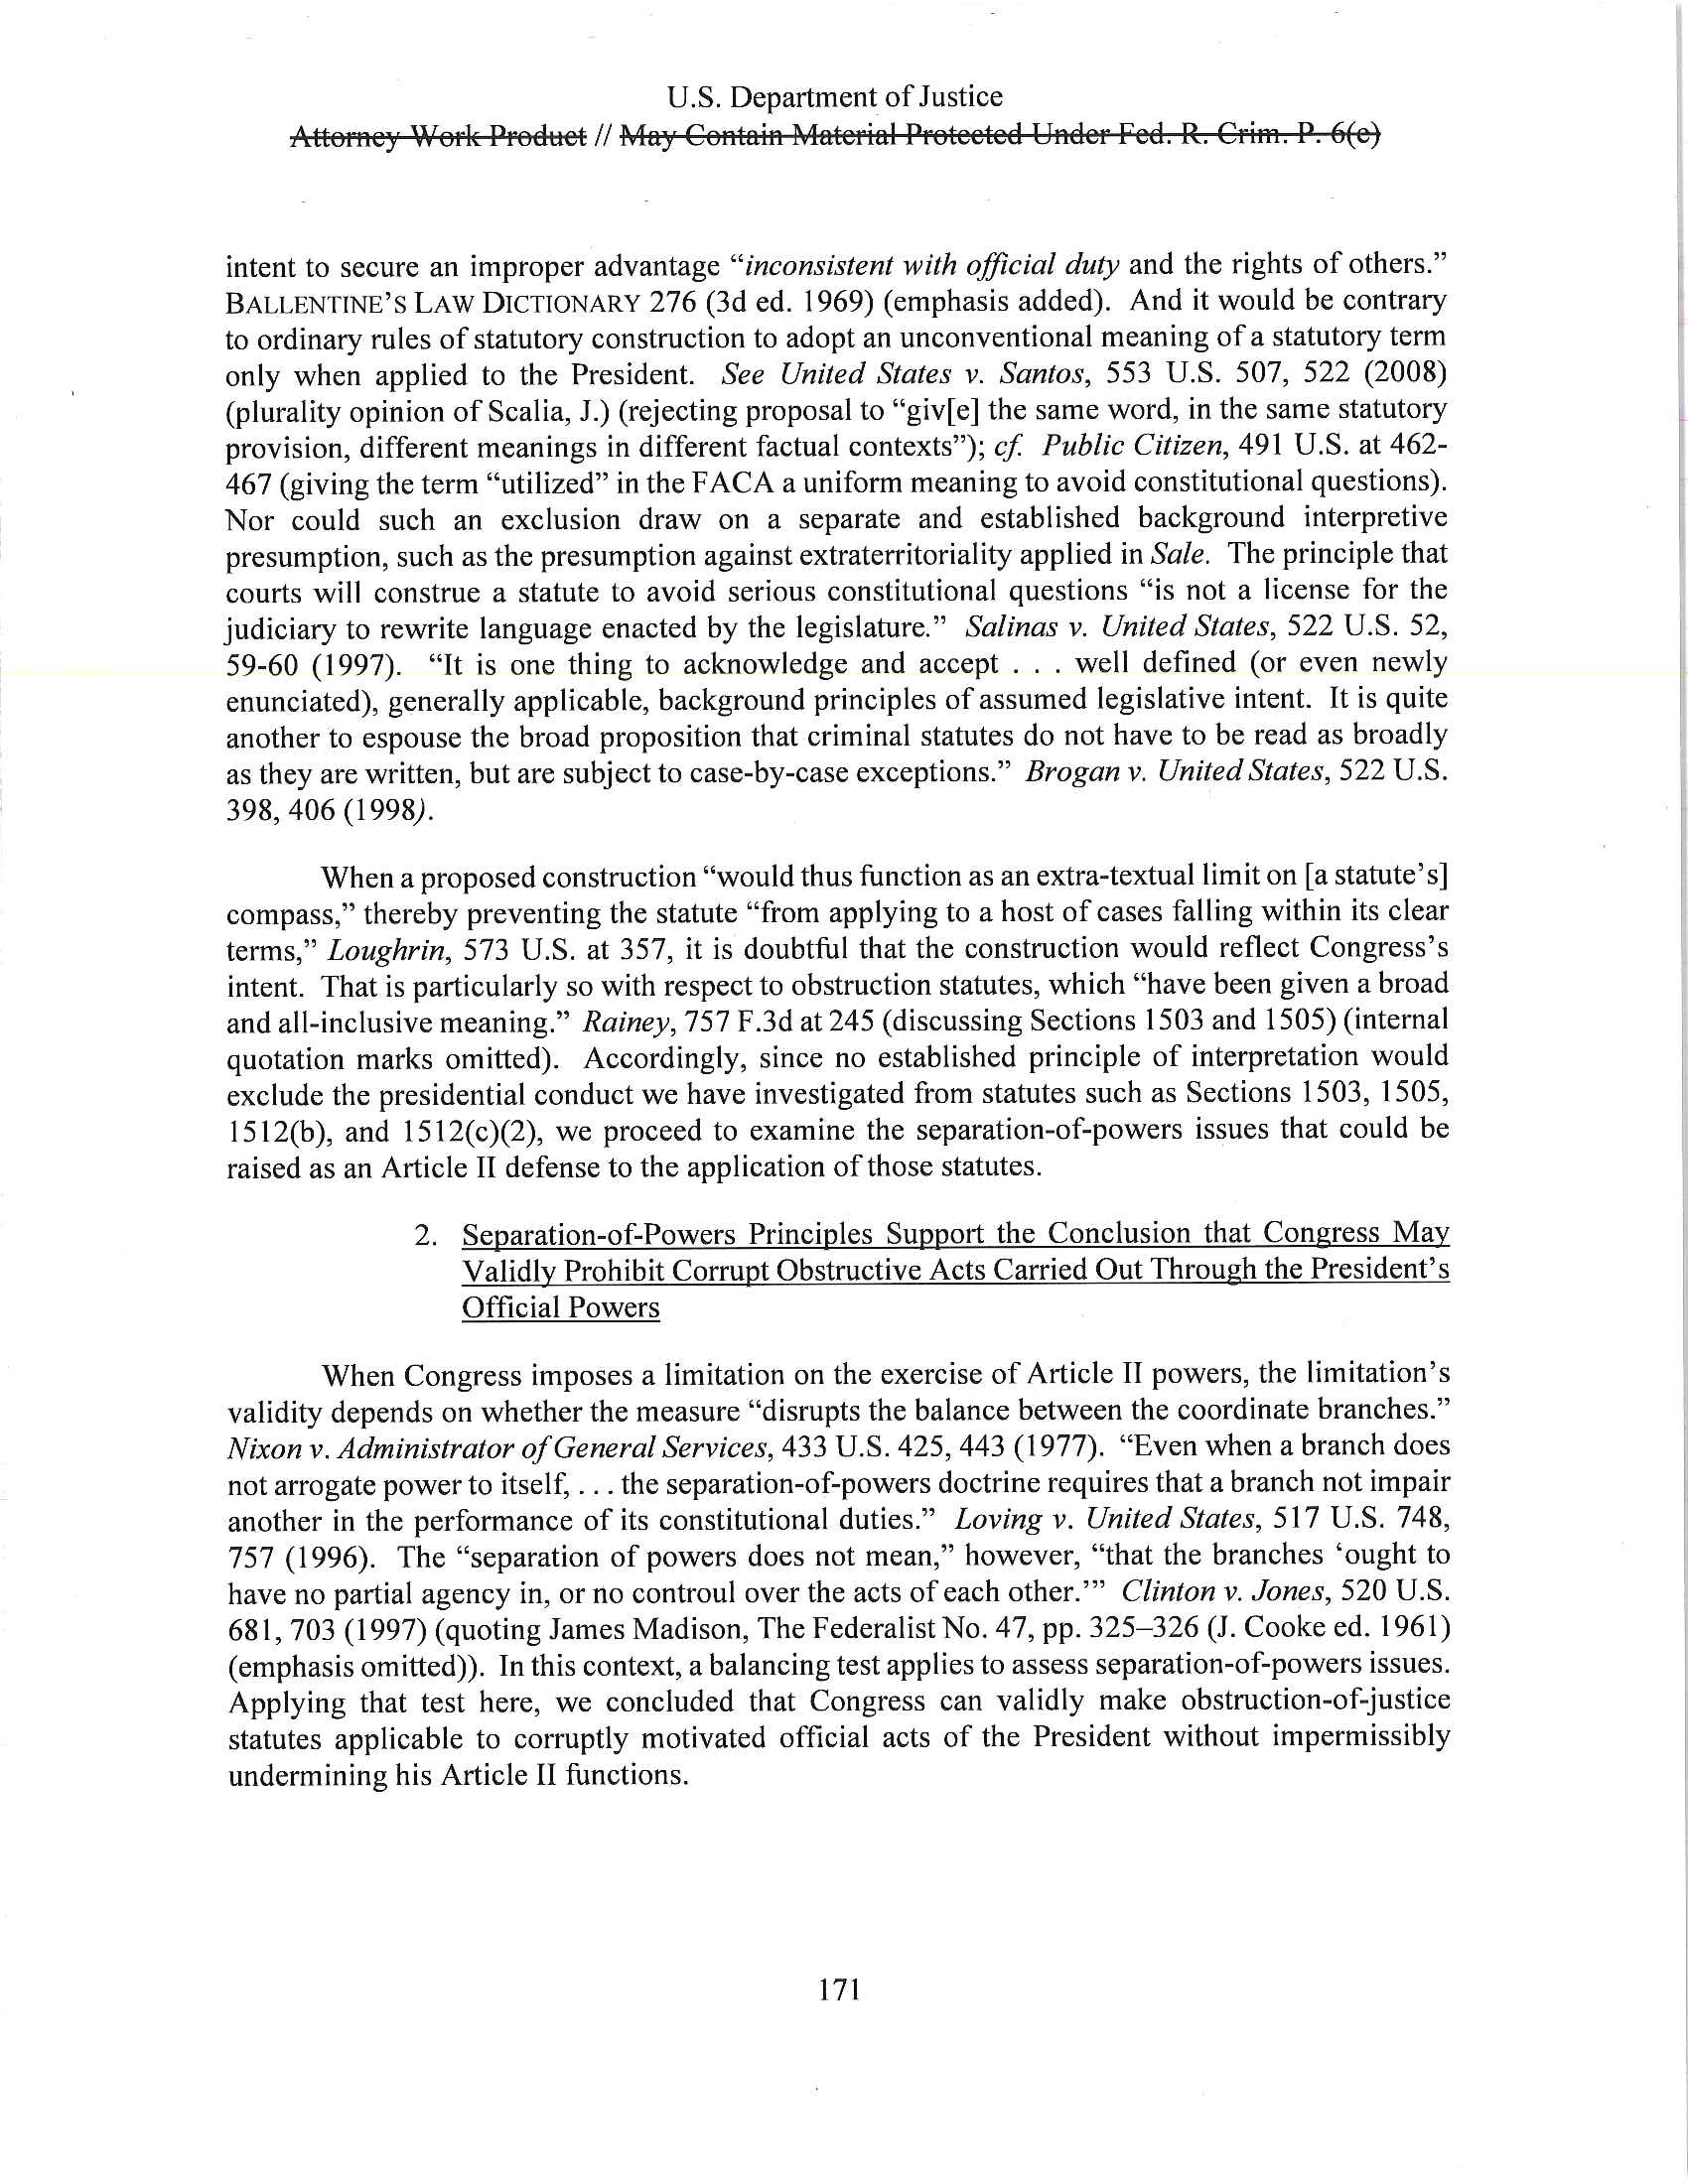 U.S. Department of Justice
Attorney Work Product // May Contain Material Protected Under Fed. R. Crim. P. 6(e)
intent to secure an improper advantage “inconsistent with official duty and the rights of others.”
BALLENTINE’S LAW DICTIONARY 276 (3d ed. 1969) (emphasis added). And it would be contrary
to ordinary rules of statutory construction to adopt an unconventional meaning of a statutory term
only when applied to the President. See United States v. Santos, 553 U.S. 507, 522 (2008)
(plurality opinion of Scalia, J.) (rejecting proposal to “giv[e] the same word, in the same statutory
provision, different meanings in different factual contexts”); cf. Public Citizen, 491 U.S. at 462-
467 (giving the term “utilized” in the FACA a uniform meaning to avoid constitutional questions).
Nor could such an exclusion draw on a separate and established background interpretive
presumption, such as the presumption against extraterritoriality applied in Sale. The principle that
courts will construe a statute to avoid serious constitutional questions “is not a license for the
judiciary to rewrite language enacted by the legislature.” Salinas v. United States, 522 U.S. 52,
59-60 (1997). “It is one thing to acknowledge and accept . . . well defined (or even newly
enunciated), generally applicable, background principles of assumed legislative intent. It is quite
another to espouse the broad proposition that criminal statutes do not have to be read as broadly
as they are written, but are subject to case-by-case exceptions.” Brogan v. United States, 522 U.S.
398, 406 (1998).
When a proposed construction “would thus function as an extra-textual limit on [a statute’s]
compass,” thereby preventing the statute “from applying to a host of cases falling within its clear
terms,” Loughrin, 573 U.S. at 357, it is doubtful that the construction would reflect Congress’s
intent. That is particularly so with respect to obstruction statutes, which “have been given a broad
and all-inclusive meaning.” Rainey, 757 F.3d at 245 (discussing Sections 1503 and 1505) (internal
quotation marks omitted). Accordingly, since no established principle of interpretation would
exclude the presidential conduct we have investigated from statutes such as Sections 1503, 1505,
1512(b), and 1512(c)(2), we proceed to examine the separation-of-powers issues that could be
raised as an Article II defense to the application of those statutes.
2. Separation-of-Powers Principles Support the Conclusion that Congress May
Validly Prohibit Corrupt Obstructive Acts Carried Out Through the President’s
Official Powers
When Congress imposes a limitation on the exercise of Article II powers, the limitation’s
validity depends on whether the measure “disrupts the balance between the coordinate branches.”
Nixon v. Administrator of General Services, 433 U.S. 425, 443 (1977). “Even when a branch does
not arrogate power to itself, . . . the separation-of-powers doctrine requires that a branch not impair
another in the performance of its constitutional duties.” Loving v. United States, 517 U.S. 748,
757 (1996). The “separation of powers does not mean,” however, “that the branches ‘ought to
have no partial agency in, or no controul over the acts of each other.’” Clinton v. Jones, 520 U.S.
681, 703 (1997) (quoting James Madison, The Federalist No. 47, pp. 325–326 (J. Cooke ed. 1961)
(emphasis omitted)). In this context, a balancing test applies to assess separation-of-powers issues.
Applying that test here, we concluded that Congress can validly make obstruction-of-justice
statutes applicable to corruptly motivated official acts of the President without impermissibly
undermining his Article II functions.
171